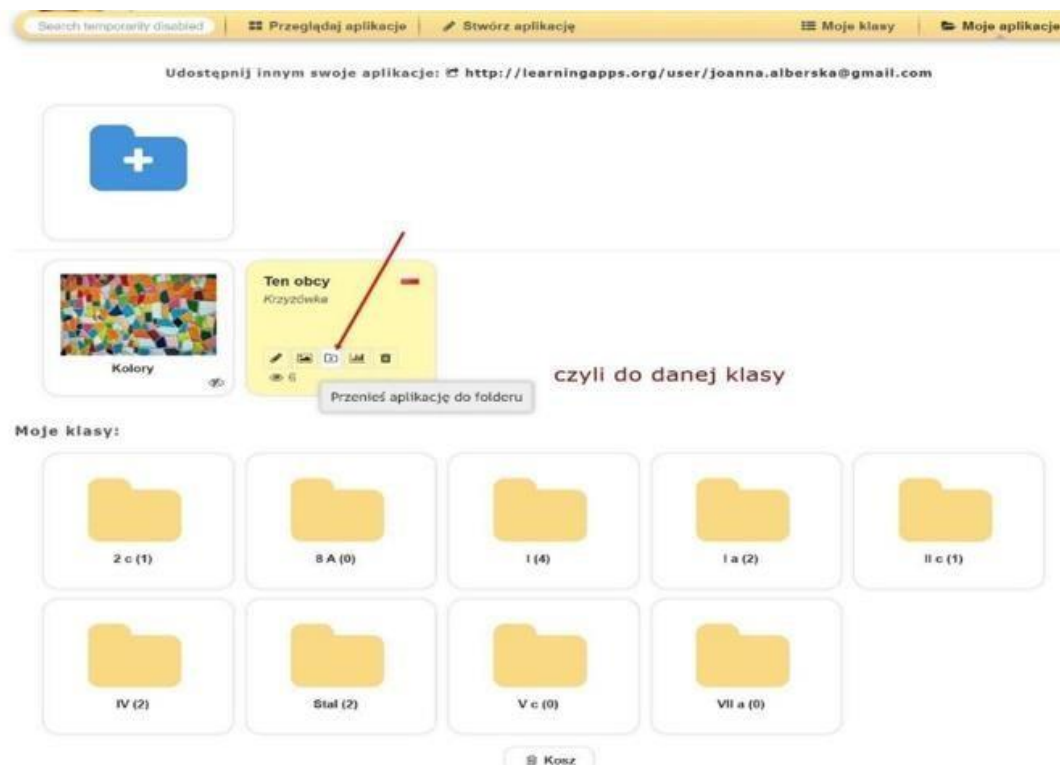 Search temporarily disabled Przeglądaj aplikacje Stwórz aplikację Moje klasy Moje aplikacje
Udostępnij innym swoje aplikacje: http://learningapps.org/user/joanna.alberska@gmail.com
Ten obcy
Krzyżówka
Kolory
6
Przenieś aplikację do folderu
czyli do danej klasy
Moje klasy:
2 c (1) 8 A (0) I (4) I a (2) II c (1)
IV (2) Stal (2) V c (0) VII a (0)
Kosz